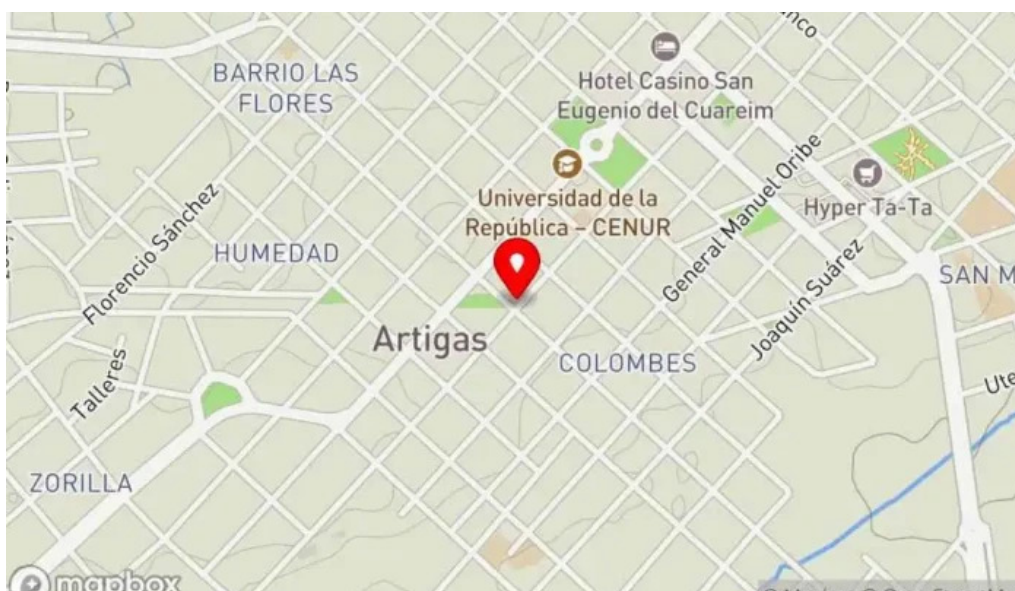 BARRIO LAS
FLORES
Hotel Casino San
Eugenio del Cuareim
Universidad de la
República – CENUR
General Manuel Oribe
Hyper Ta-Ta
Florencio Sánchez
HUMEDAD
Joaquín Suárez
SAN M
Artigas
COLOMBES
Talleres
Ute
ZORILLA
mapbox